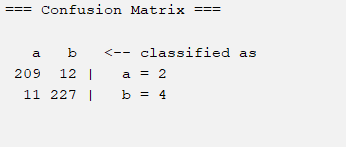 === Confusion Matrix ===
a b <-- classified as
209 12 | a = 2
11 227 | b = 4